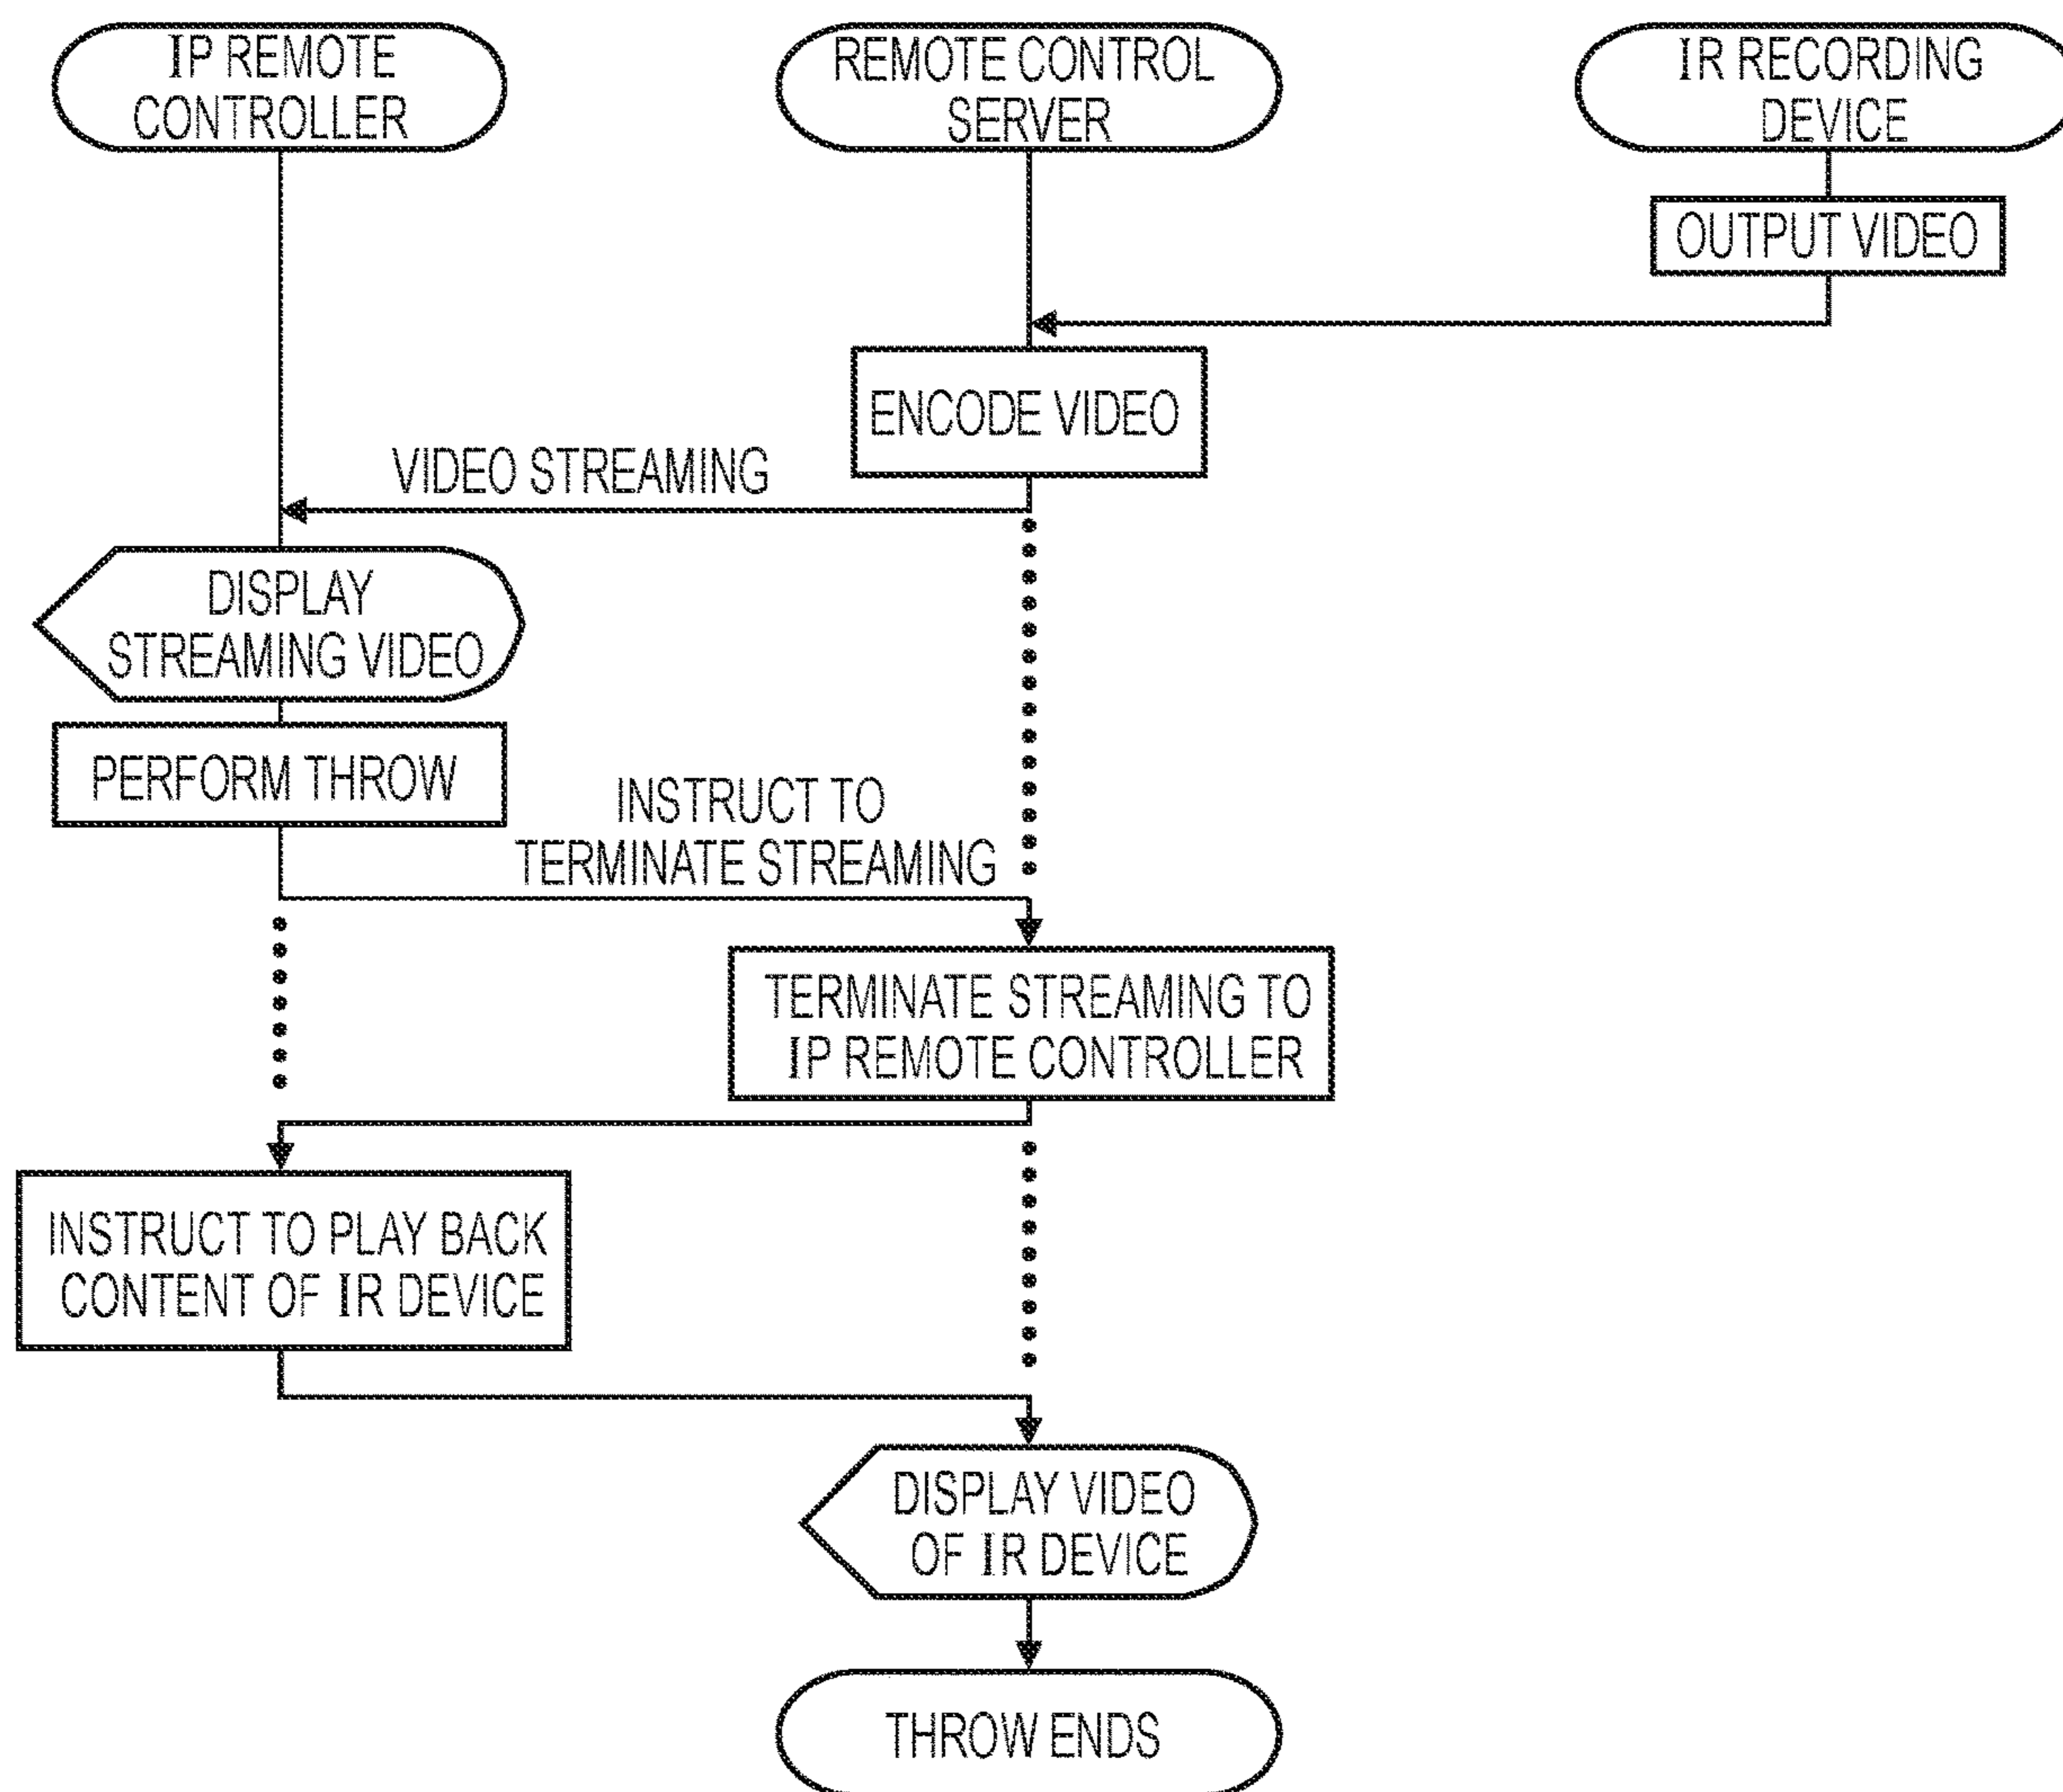 IP REMOTE
CONTROLLER
REMOTE CONTROL
SERVER
IR RECORDING
DEVICE
OUTPUT VIDEO
ENCODE VIDEO
VIDEO STREAMING
DISPLAY
STREAMING VIDEO
PERFORM THROW
INSTRUCT TO
TERMINATE STREAMING
TERMINATE STREAMING TO
IP REMOTE CONTROLLER
INSTRUCT TO PLAY BACK
CONTENT OF IR DEVICE
DISPLAY VIDEO
OF IR DEVICE
THROW ENDS